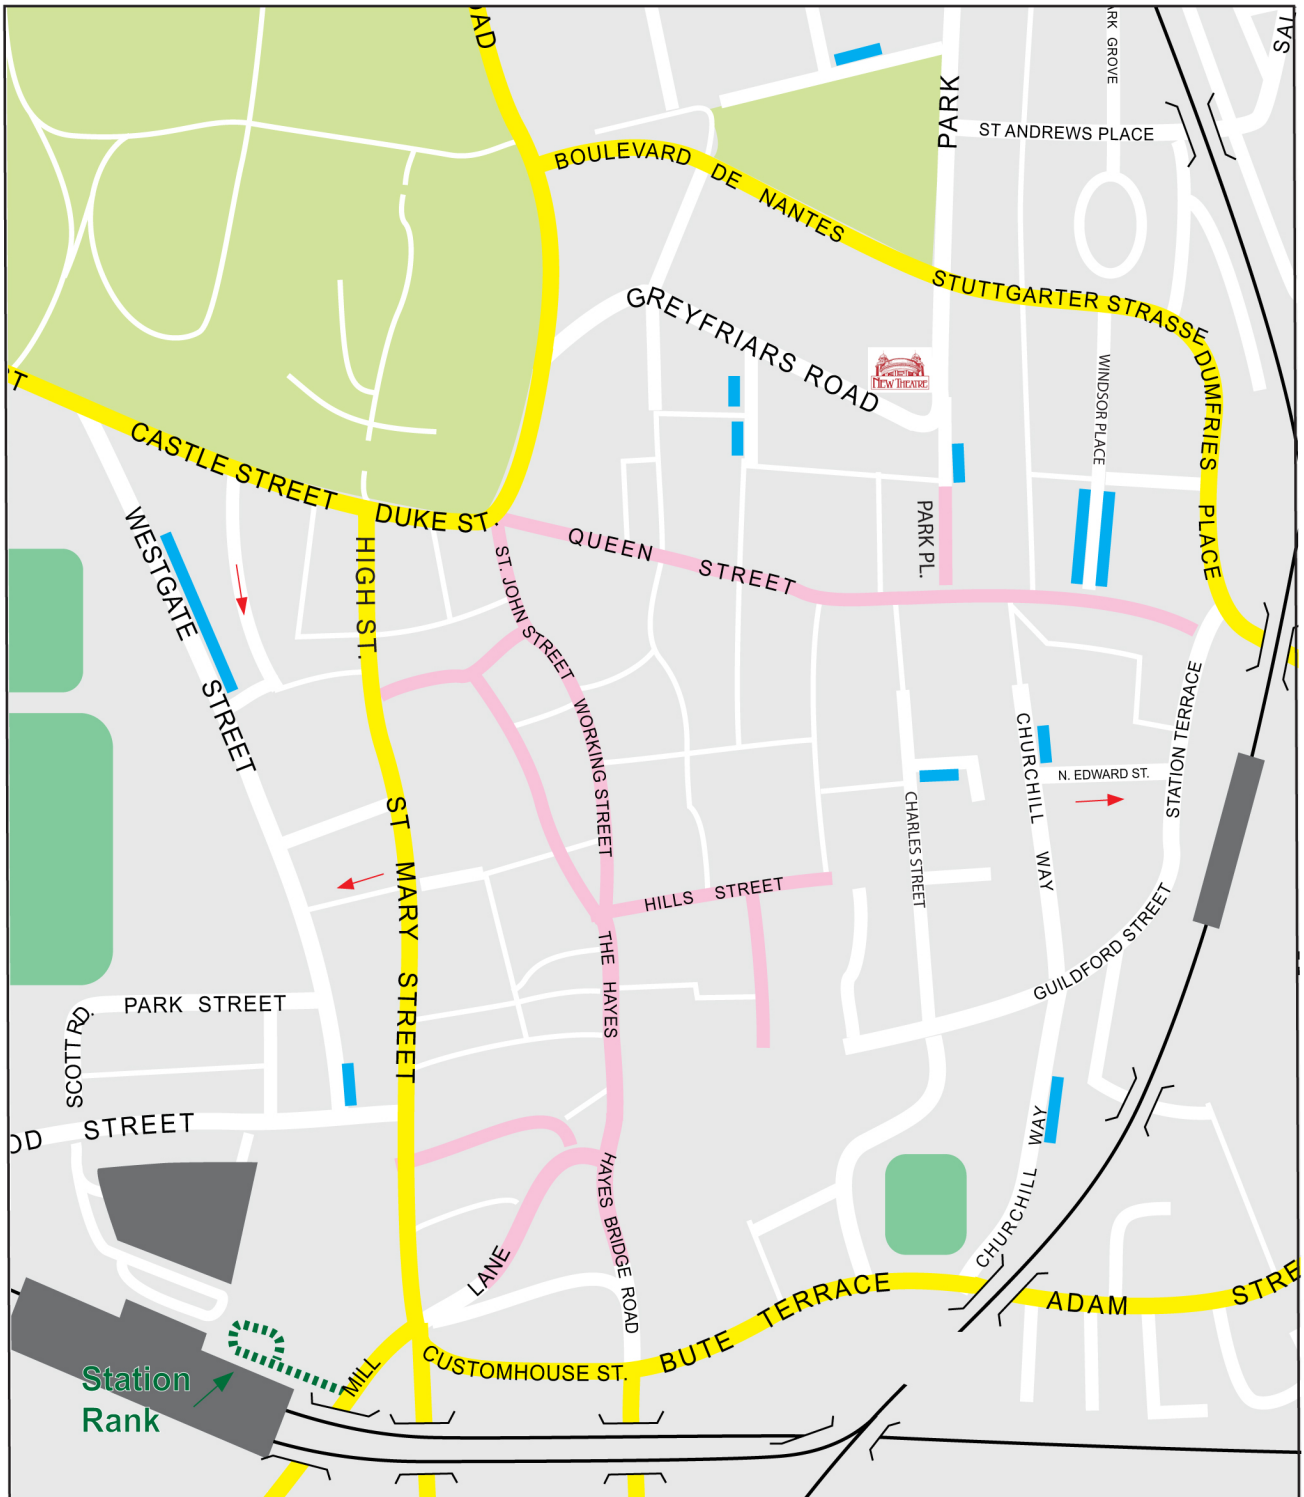 OAD
ARK GROVE
SAL
PARK
ST ANDREWS PLACE
BOULEVARD DE NANTES
STUTTGARTER STRASSE
GREYFRIARS ROAD
NEW THEATRE
WINDSOR PLACE
DUMFRIES PLACE
T
CASTLE STREET
DUKE ST.
WESTGATE STREET
HIGH ST.
ST. JOHN STREET
QUEEN STREET
PARK PL.
WORKING STREET
STATION TERRACE
CHURCHILL WAY
N. EDWARD ST.
CHARLES STREET
ST MARY STREET
HILLS STREET
THE HAYES
GUILDFORD STREET
PARK STREET
SCOTT RD.
OD STREET
CHURCHILL WAY
HAYES BRIDGE ROAD
LANE
MILL
CUSTOMHOUSE ST.
BUTE TERRACE
ADAM STRE
Station
Rank